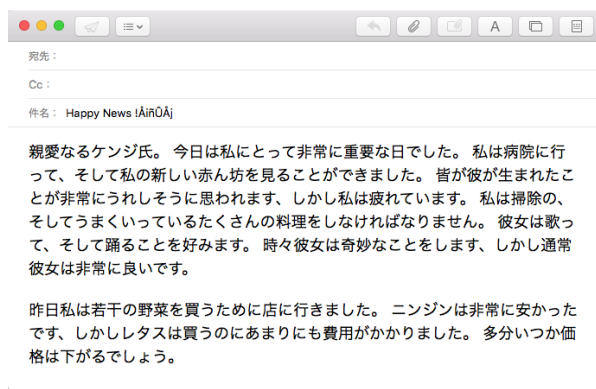 宛先：
Cc：
件名： Happy News !ÅiñÛÅj
親愛なるケンジ氏。 今日は私にとって非常に重要な日でした。 私は病院に行
って、そして私の新しい赤ん坊を見ることができました。 皆が彼が生まれたこ
とが非常にうれしそうに思われます、しかし私は疲れています。 私は掃除の、
そしてうまくいっているたくさんの料理をしなければなりません。 彼女は歌っ
て、そして踊ることを好みます。 時々彼女は奇妙なことをします、しかし通常
彼女は非常に良いです。
昨日私は若干の野菜を買うために店に行きました。 ニンジンは非常に安かった
です、しかしレタスは買うのにあまりにも費用がかかりました。 多分いつか価
格は下がるでしょう。